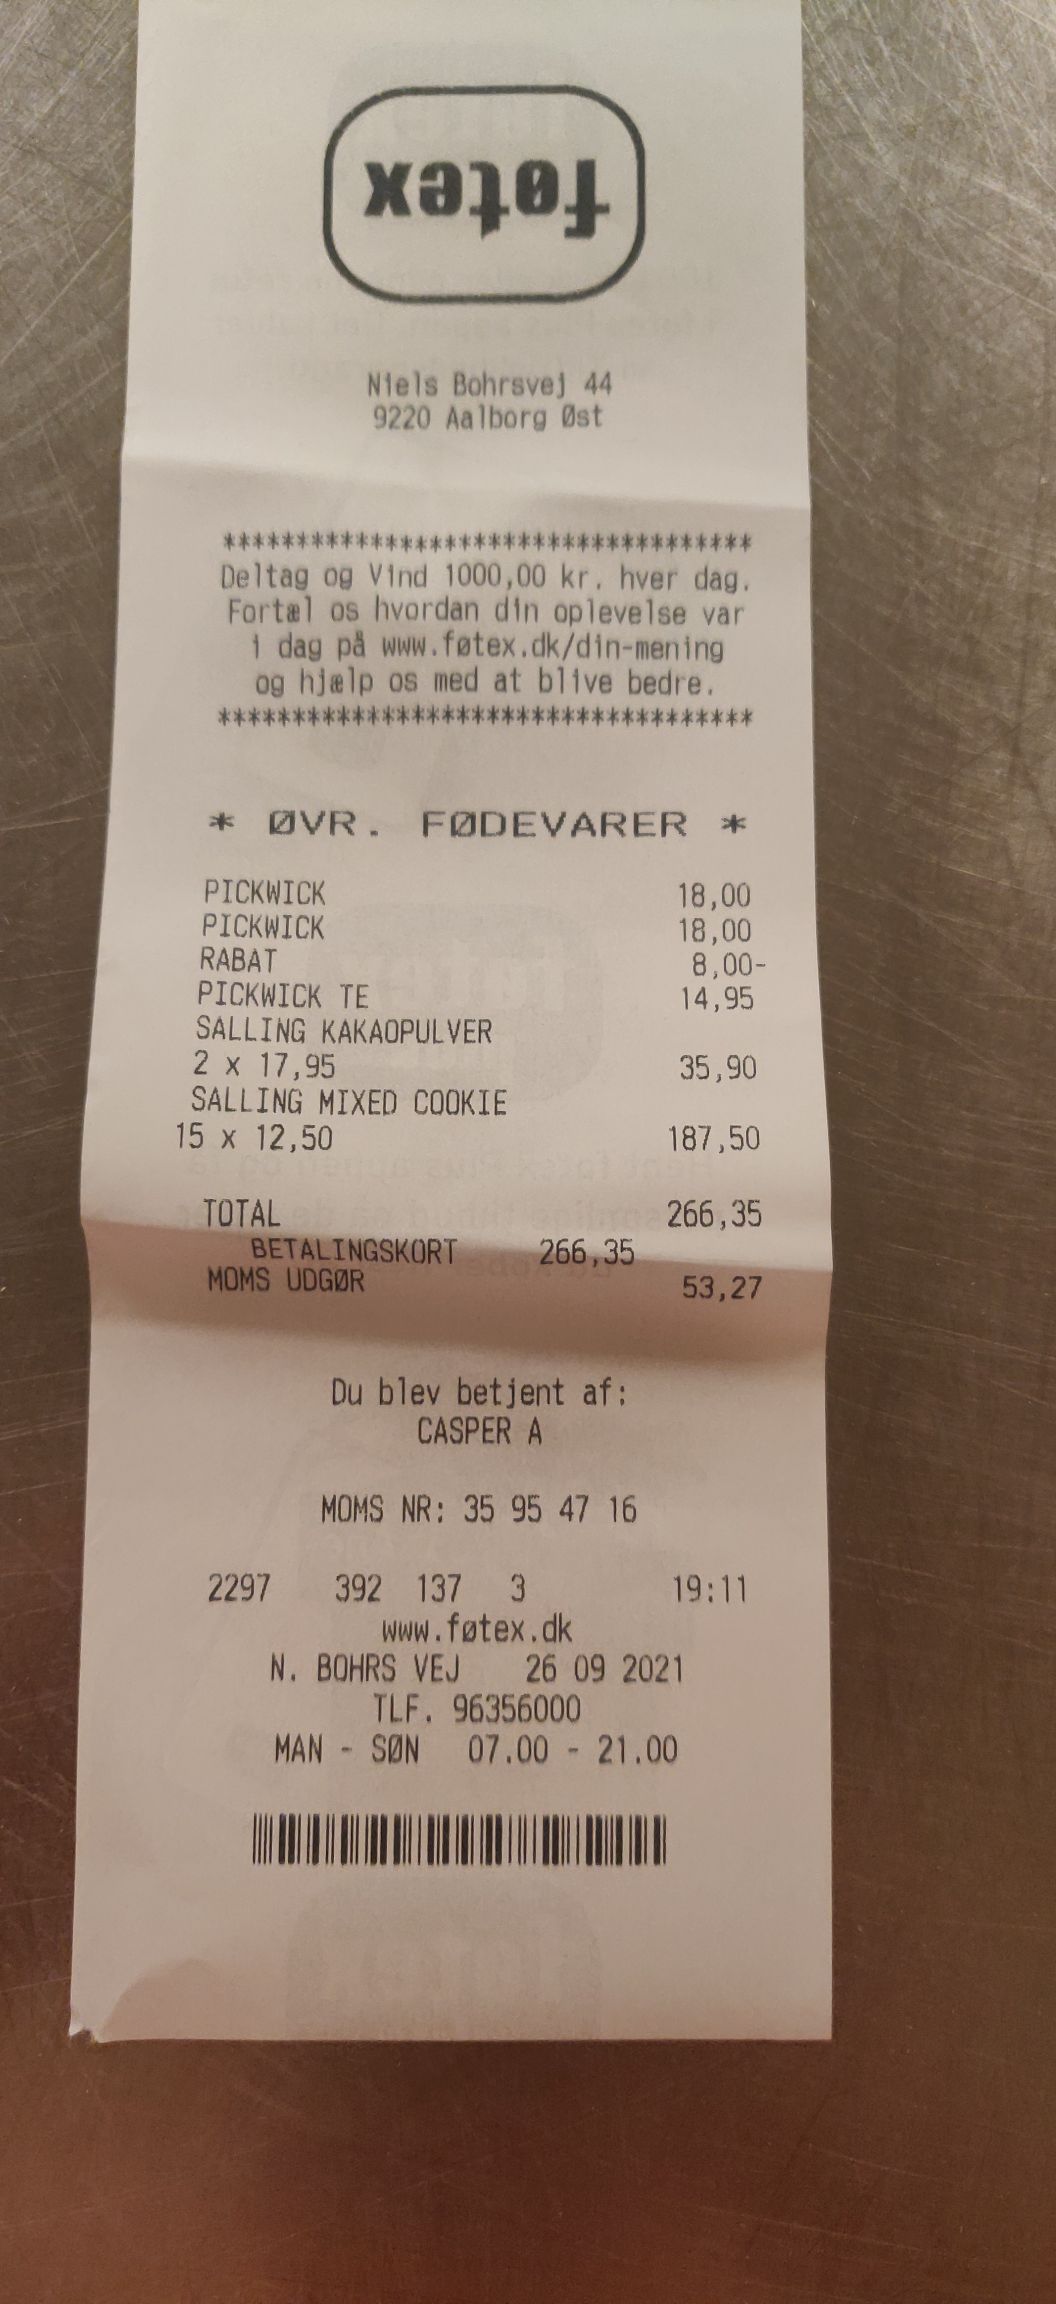 føtex
Niels Bohrsvej 44
9220 Aalborg Øst
************************************
Deltag og Vind 1000,00 kr. hver dag.
Fortæl os hvordan din oplevelse var
i dag på www.føtex.dk/din-mening
og hjælp os med at blive bedre.
************************************
* ØVR. FØDEVARER *
PICKWICK 18,00
PICKWICK 18,00
RABAT 8,00-
PICKWICK TE 14,95
SALLING KAKAOPULVER
2 x 17,95 35,90
SALLING MIXED COOKIE
15 x 12,50 187,50
TOTAL 266,35
BETALINGSKORT 266,35
MOMS UDGØR 53,27
Du blev betjent af:
CASPER A
MOMS NR: 35 95 47 16
2297 392 137 3 19:11
www.føtex.dk
N. BOHRS VEJ 26 09 2021
TLF. 96356000
MAN - SØN 07.00 - 21.00